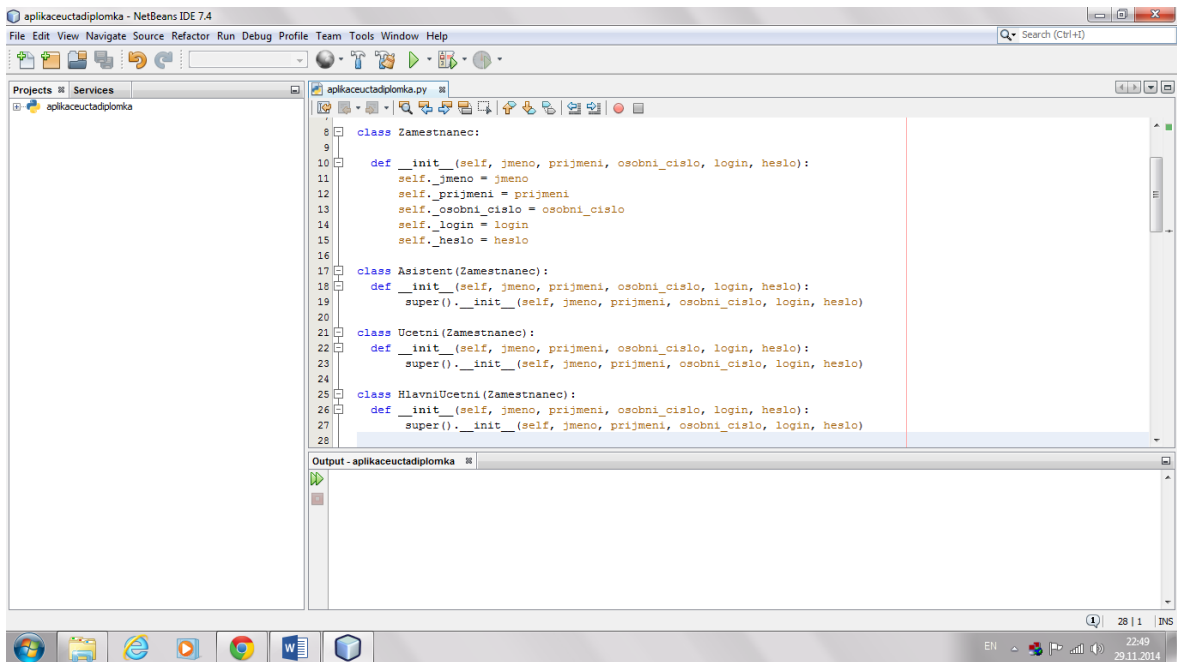 aplikaceuctadiplomka - NetBeans IDE 7.4
File Edit View Navigate Source Refactor Run Debug Profile Team Tools Window Help
Search (Ctrl+I)
Projects Services
aplikaceuctadiplomka.py
aplikaceuctadiplomka
8 class Zamestnanec:
9
10 def __init__(self, jmeno, prijmeni, osobni_cislo, login, heslo):
11 self._jmeno = jmeno
12 self._prijmeni = prijmeni
13 self._osobni_cislo = osobni_cislo
14 self._login = login
15 self._heslo = heslo
16
17 class Asistent(Zamestnanec):
18 def __init__(self, jmeno, prijmeni, osobni_cislo, login, heslo):
19 super().__init__(self, jmeno, prijmeni, osobni_cislo, login, heslo)
20
21 class Ucetni(Zamestnanec):
22 def __init__(self, jmeno, prijmeni, osobni_cislo, login, heslo):
23 super().__init__(self, jmeno, prijmeni, osobni_cislo, login, heslo)
24
25 class HlavniUcetni(Zamestnanec):
26 def __init__(self, jmeno, prijmeni, osobni_cislo, login, heslo):
27 super().__init__(self, jmeno, prijmeni, osobni_cislo, login, heslo)
28
Output - aplikaceuctadiplomka
1 28 | 1 INS
EN 22:49
29.11.2014